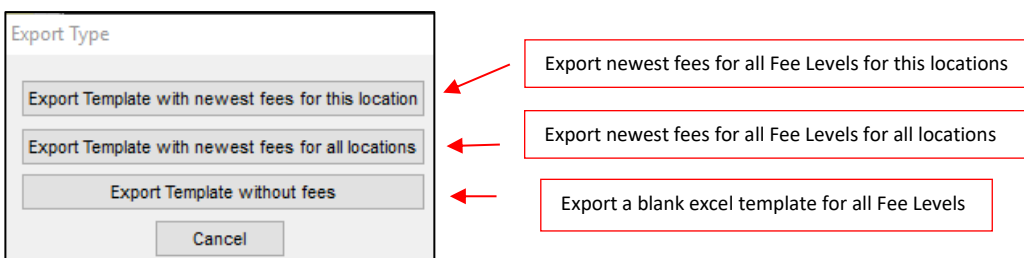 Export Type
Export Template with newest fees for this location
Export newest fees for all Fee Levels for this locations
Export Template with newest fees for all locations
Export newest fees for all Fee Levels for all locations
Export Template without fees
Export a blank excel template for all Fee Levels
Cancel